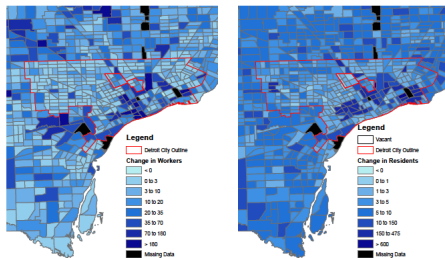 Legend
Detroit City Outline
Change in Workers
< 0
0 to 3
3 to 10
10 to 20
20 to 35
35 to 70
70 to 180
> 180
Missing Data
Legend
Vacant
Detroit City Outline
Change in Residents
< 0
0 to 1
1 to 3
3 to 5
5 to 10
10 to 150
150 to 475
> 600
Missing Data